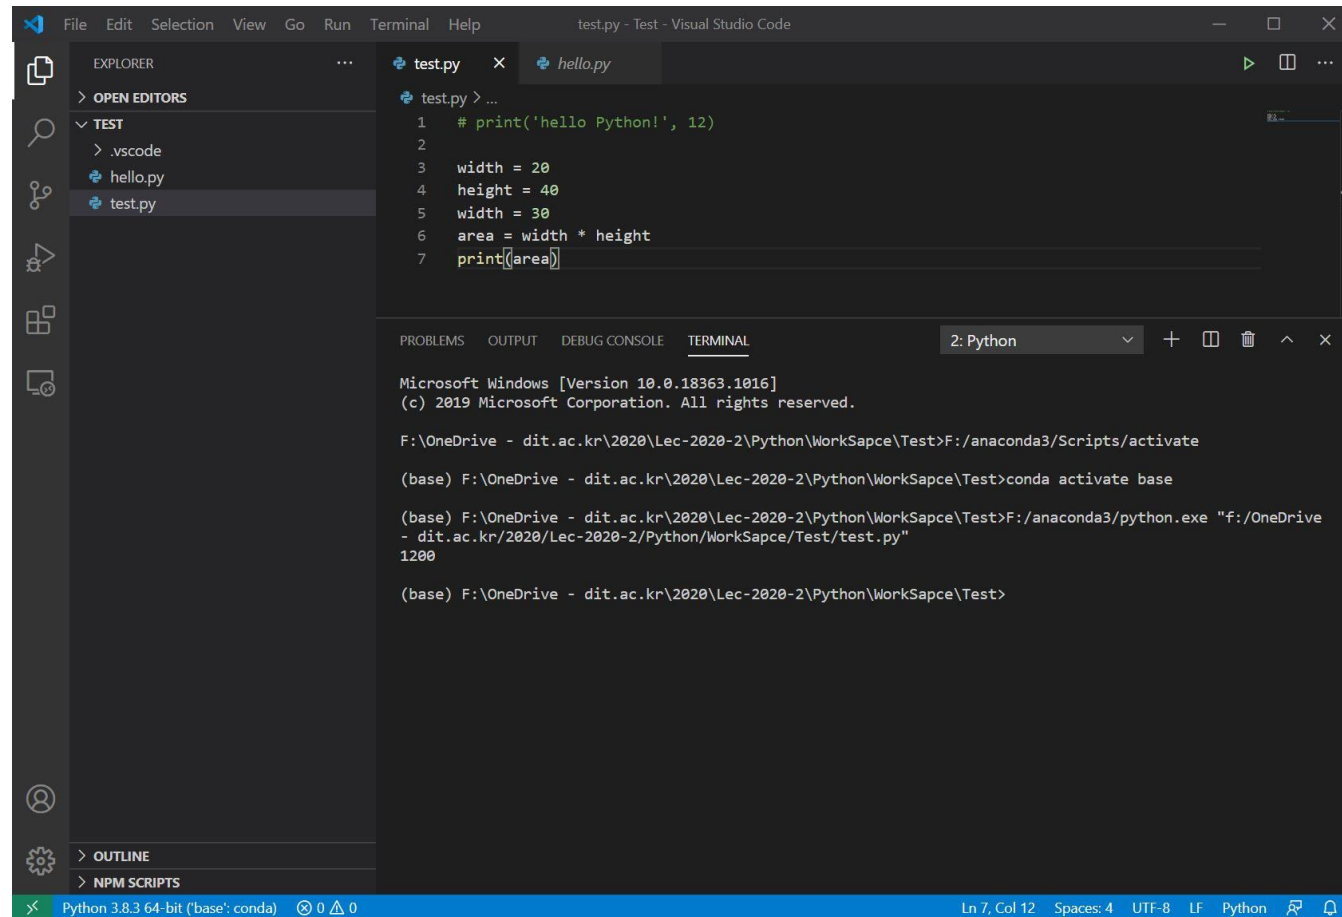 File Edit Selection View Go Run Terminal Help test.py - Test - Visual Studio Code
EXPLORER
OPEN EDITORS
TEST
.vscode
hello.py
test.py
OUTLINE
NPM SCRIPTS
test.py hello.py
test.py > ...
1 # print('hello Python!', 12)
2
3 width = 20
4 height = 40
5 width = 30
6 area = width * height
7 print(area)
PROBLEMS OUTPUT DEBUG CONSOLE TERMINAL 2: Python
Microsoft Windows [Version 10.0.18363.1016]
(c) 2019 Microsoft Corporation. All rights reserved.
F:\OneDrive - dit.ac.kr\2020\Lec-2020-2\Python\WorkSapce\Test>F:/anaconda3/Scripts/activate
(base) F:\OneDrive - dit.ac.kr\2020\Lec-2020-2\Python\WorkSapce\Test>conda activate base
(base) F:\OneDrive - dit.ac.kr\2020\Lec-2020-2\Python\WorkSapce\Test>F:/anaconda3/python.exe "f:/OneDrive
- dit.ac.kr/2020/Lec-2020-2/Python/WorkSapce/Test/test.py"
1200
(base) F:\OneDrive - dit.ac.kr\2020\Lec-2020-2\Python\WorkSapce\Test>
Python 3.8.3 64-bit ('base': conda) 0 0 Ln 7, Col 12 Spaces: 4 UTF-8 LF Python